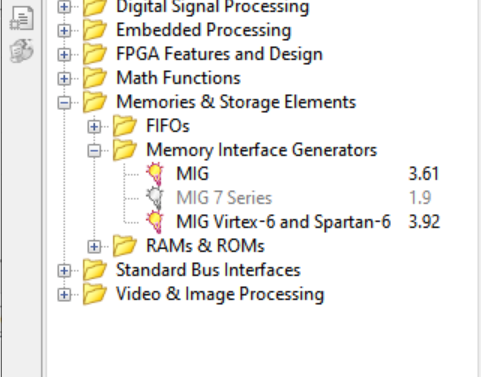 Digital Signal Processing
Embedded Processing
FPGA Features and Design
Math Functions
Memories & Storage Elements
FIFOs
Memory Interface Generators
MIG 3.61
MIG 7 Series 1.9
MIG Virtex-6 and Spartan-6 3.92
RAMs & ROMs
Standard Bus Interfaces
Video & Image Processing